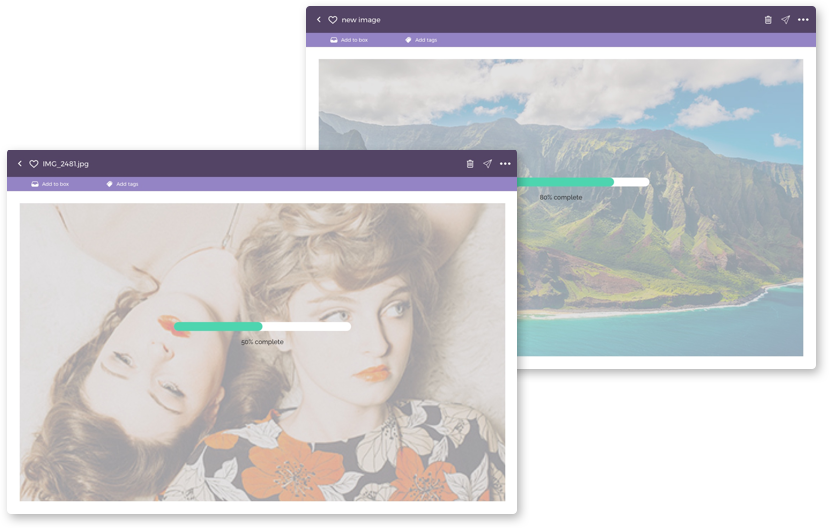 new image
Add to box
Add tags
80% complete
IMG_2481.jpg
Add to box
Add tags
50% complete